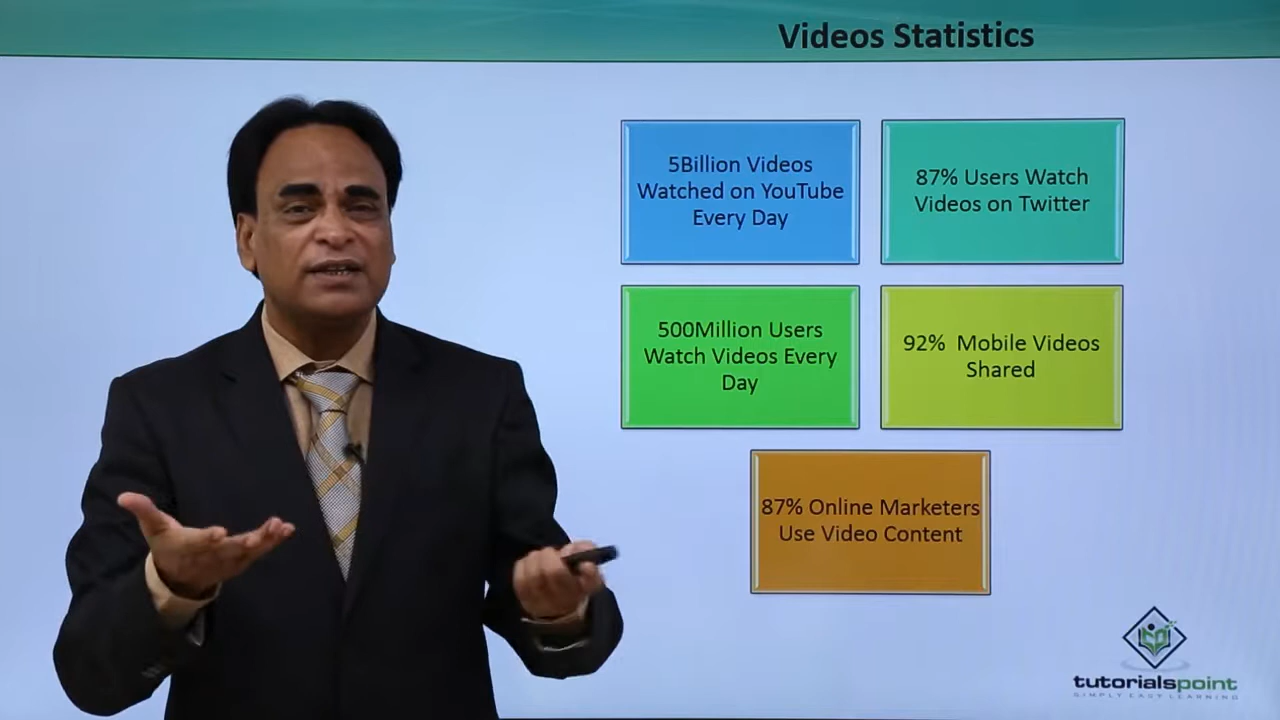 Videos Statistics
5Billion Videos
Watched on YouTube
Every Day
87% Users Watch
Videos on Twitter
500Million Users
Watch Videos Every
Day
92% Mobile Videos
Shared
87% Online Marketers
Use Video Content
tutorialspoint
SIMPLY EASY LEARNING